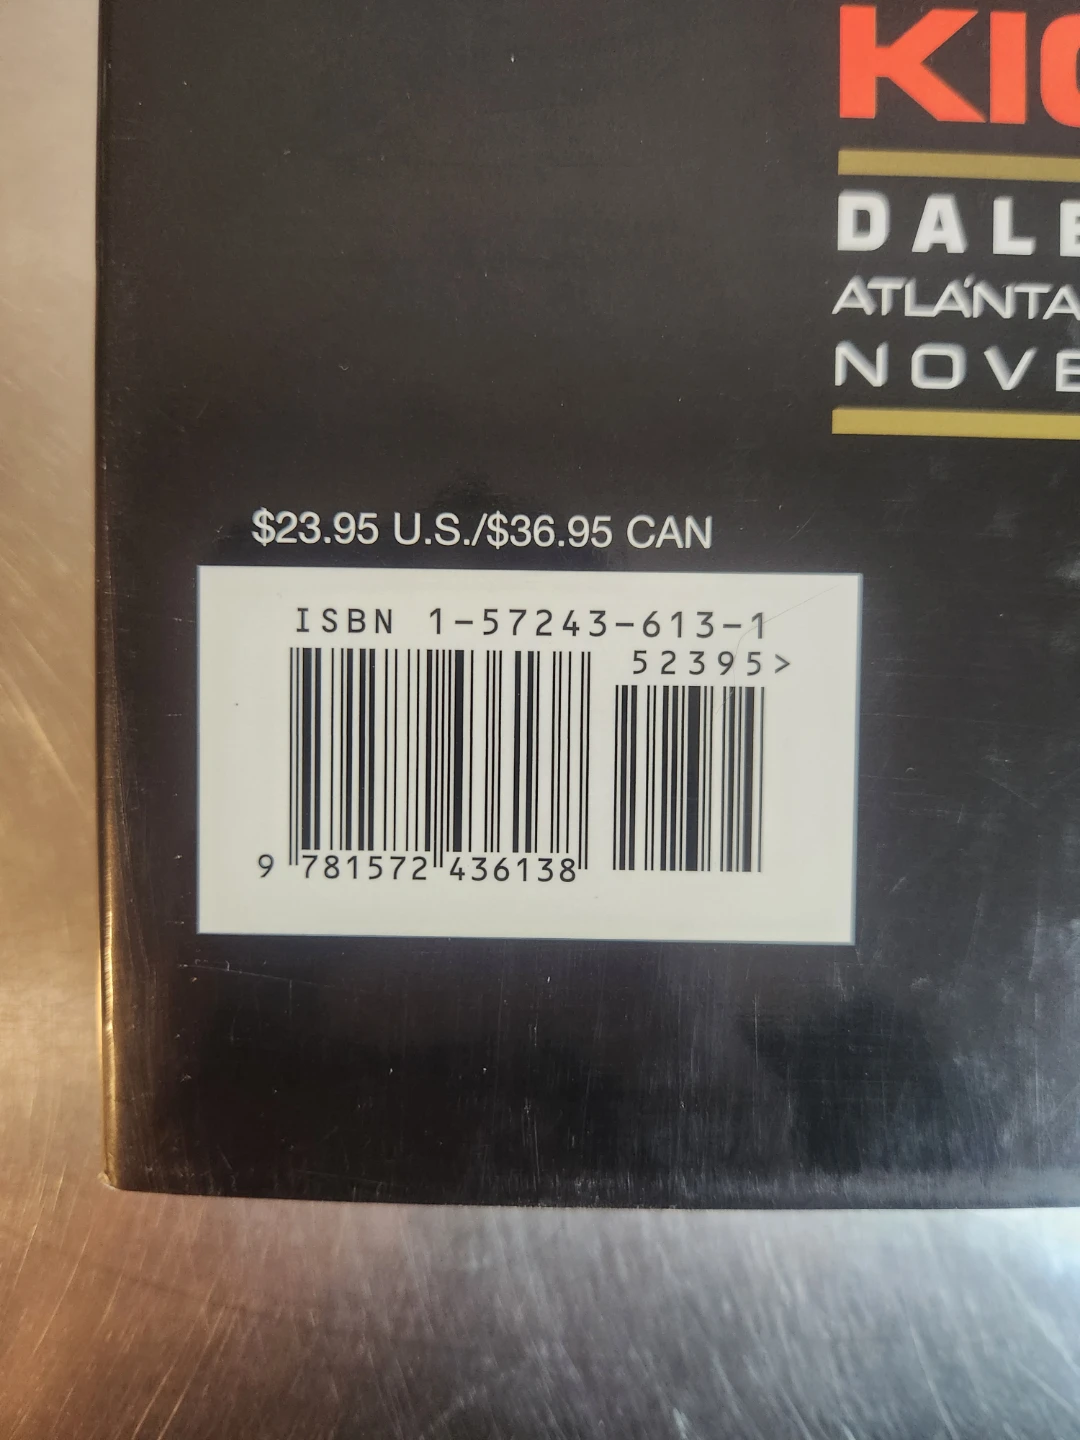 KIC
DALE
ATLANTA
NOVE
$23.95 U.S./$36.95 CAN
ISBN 1-57243-613-1
52395>
9 781572 436138